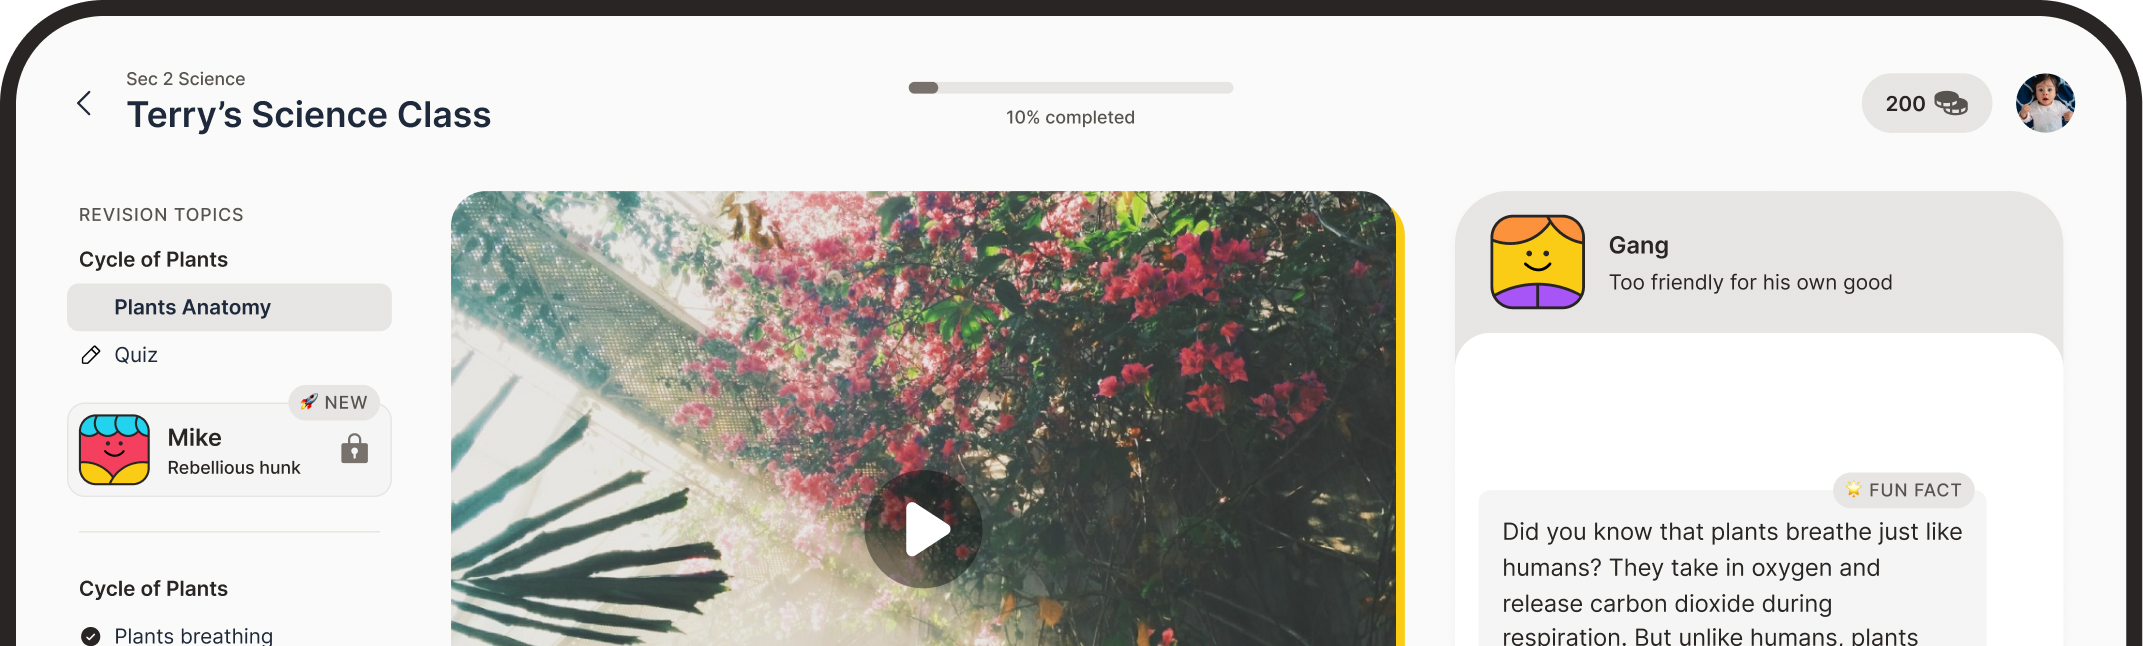 Sec 2 Science
Terry’s Science Class
10% completed
200
REVISION TOPICS
Cycle of Plants
Plants Anatomy
Quiz
NEW
Mike
Rebellious hunk
Cycle of Plants
Plants breathing
Gang
Too friendly for his own good
FUN FACT
Did you know that plants breathe just like
humans? They take in oxygen and
release carbon dioxide during
respiration. But unlike humans, plants